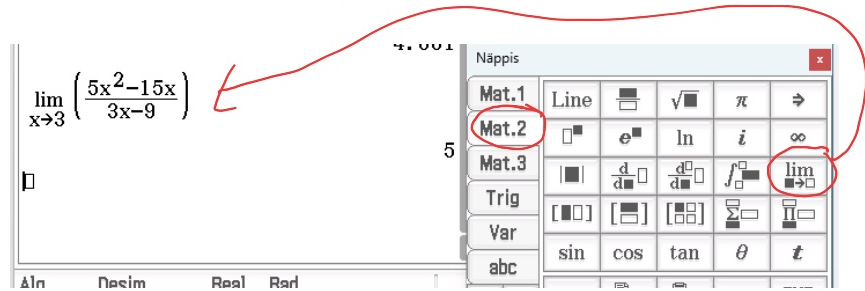 Näppis x
lim x→3 (5x²−15x / 3x−9)
5
Mat.1
Mat.2
Mat.3
Trig
Var
abc
Line √■ π ⇒
□^■ e^■ ln i ∞
|■| d/d■ □ d^□/d■^□ □ ∫ lim ■→□
[■□] Σ□ Π□
sin cos tan θ t
Alg Desim Real Rad